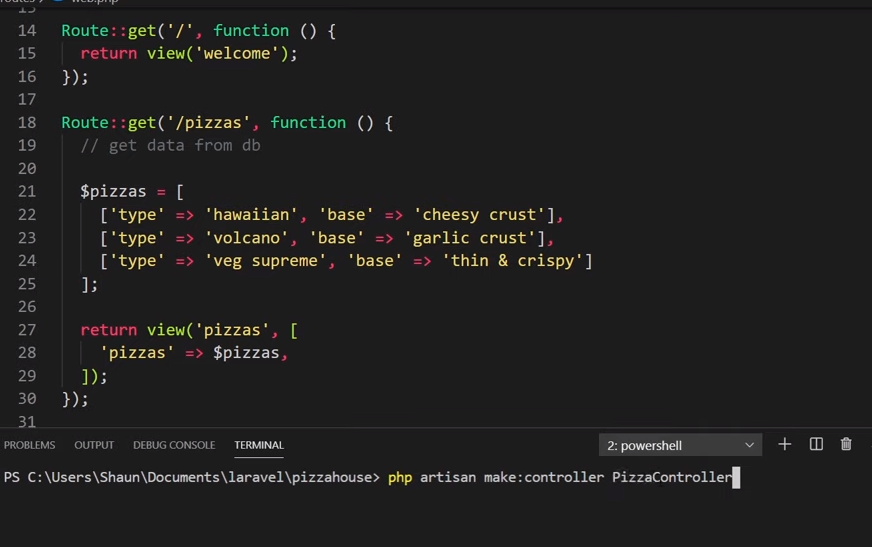 routes > web.php
13
14 Route::get('/', function () {
15 return view('welcome');
16 });
17
18 Route::get('/pizzas', function () {
19 // get data from db
20
21 $pizzas = [
22 ['type' => 'hawaiian', 'base' => 'cheesy crust'],
23 ['type' => 'volcano', 'base' => 'garlic crust'],
24 ['type' => 'veg supreme', 'base' => 'thin & crispy']
25 ];
26
27 return view('pizzas', [
28 'pizzas' => $pizzas,
29 ]);
30 });
31
PROBLEMS OUTPUT DEBUG CONSOLE TERMINAL 2: powershell
PS C:\Users\Shaun\Documents\laravel\pizzahouse> php artisan make:controller PizzaController